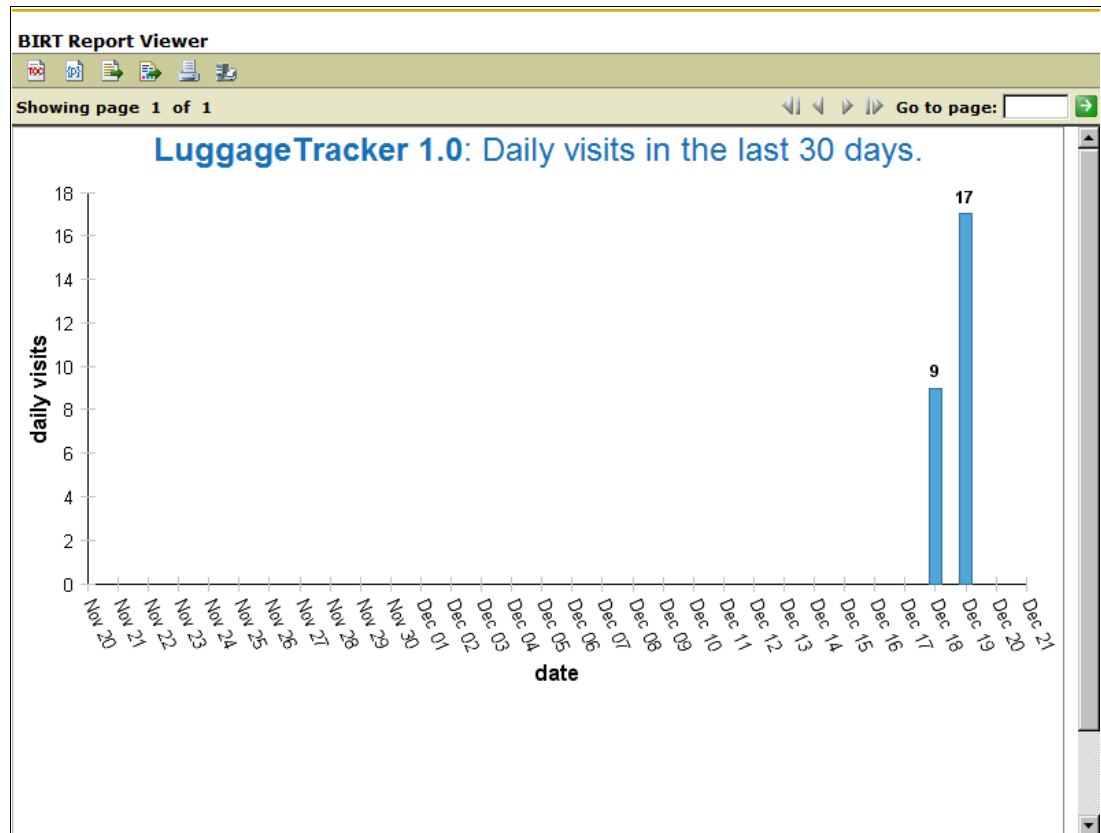 BIRT Report Viewer
TOC
Showing page 1 of 1 Go to page:
LuggageTracker 1.0: Daily visits in the last 30 days.
18
16
14
12
10
8
6
4
2
0
daily visits
9
17
Nov 20
Nov 21
Nov 22
Nov 23
Nov 24
Nov 25
Nov 26
Nov 27
Nov 28
Nov 29
Nov 30
Dec 01
Dec 02
Dec 03
Dec 04
Dec 05
Dec 06
Dec 07
Dec 08
Dec 09
Dec 10
Dec 11
Dec 12
Dec 13
Dec 14
Dec 15
Dec 16
Dec 17
Dec 18
Dec 19
Dec 20
Dec 21
date